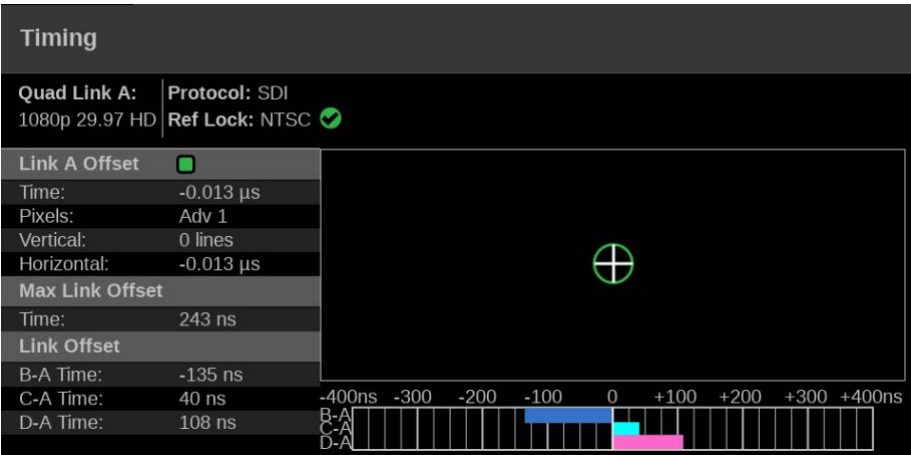 Timing
Quad Link A: Protocol: SDI
1080p 29.97 HD Ref Lock: NTSC
Link A Offset
Time: -0.013 µs
Pixels: Adv 1
Vertical: 0 lines
Horizontal: -0.013 µs
Max Link Offset
Time: 243 ns
Link Offset
B-A Time: -135 ns
C-A Time: 40 ns
D-A Time: 108 ns
-400ns -300 -200 -100 0 +100 +200 +300 +400ns
B-A
C-A
D-A